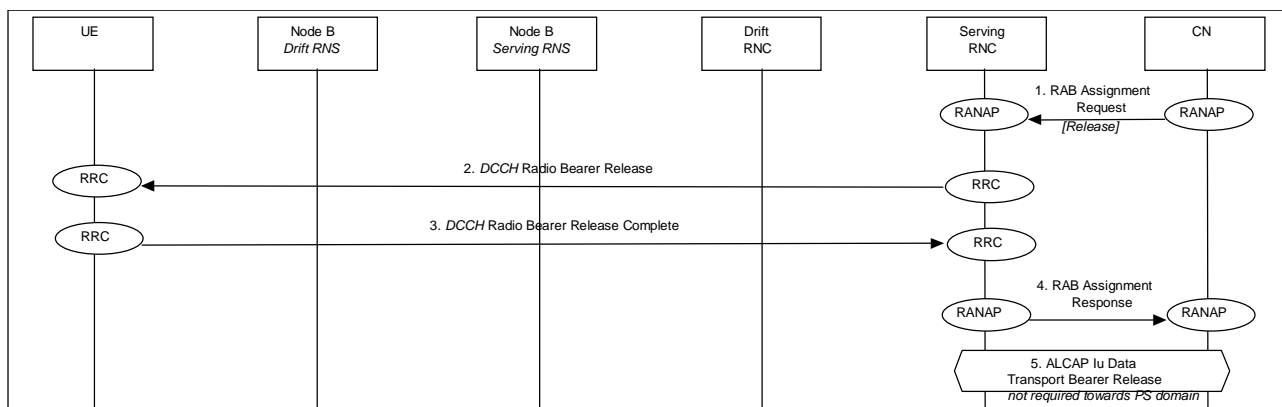 UE
Node B
Drift RNS
Node B
Serving RNS
Drift
RNC
Serving
RNC
CN
1. RAB Assignment
Request
[Release]
RANAP
RANAP
2. DCCH Radio Bearer Release
RRC
RRC
3. DCCH Radio Bearer Release Complete
RRC
RRC
4. RAB Assignment
Response
RANAP
RANAP
5. ALCAP Iu Data
Transport Bearer Release
not required towards PS domain